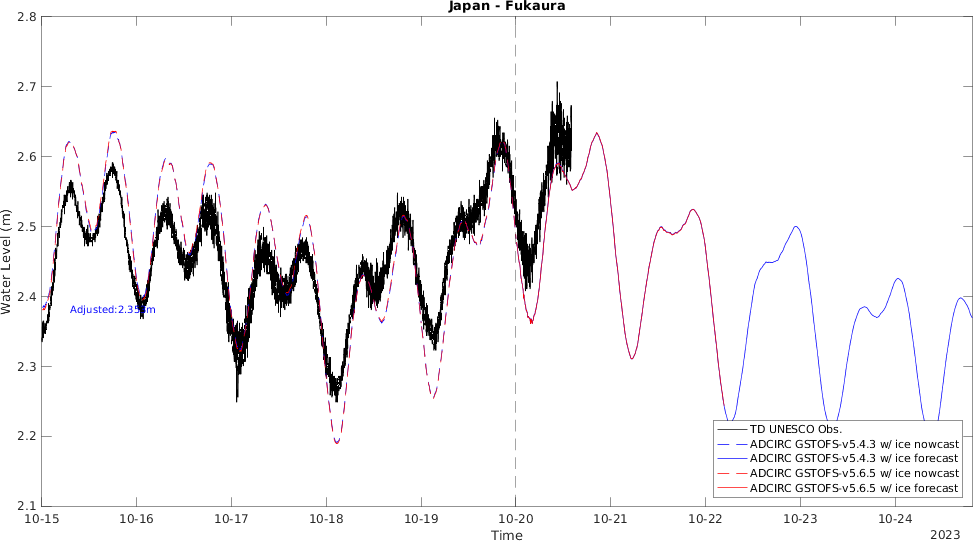 Japan - Fukaura
2.8
2.7
2.6
2.5
2.4
2.3
2.2
2.1
Water Level (m)
TD UNESCO Obs.
ADCIRC GSTOFS-v5.4.3 w/ ice nowcast
ADCIRC GSTOFS-v5.4.3 w/ ice forecast
ADCIRC GSTOFS-v5.6.5 w/ ice nowcast
ADCIRC GSTOFS-v5.6.5 w/ ice forecast
10-15 10-16 10-17 10-18 10-19 10-20 10-21 10-22 10-23 10-24
Time
2023